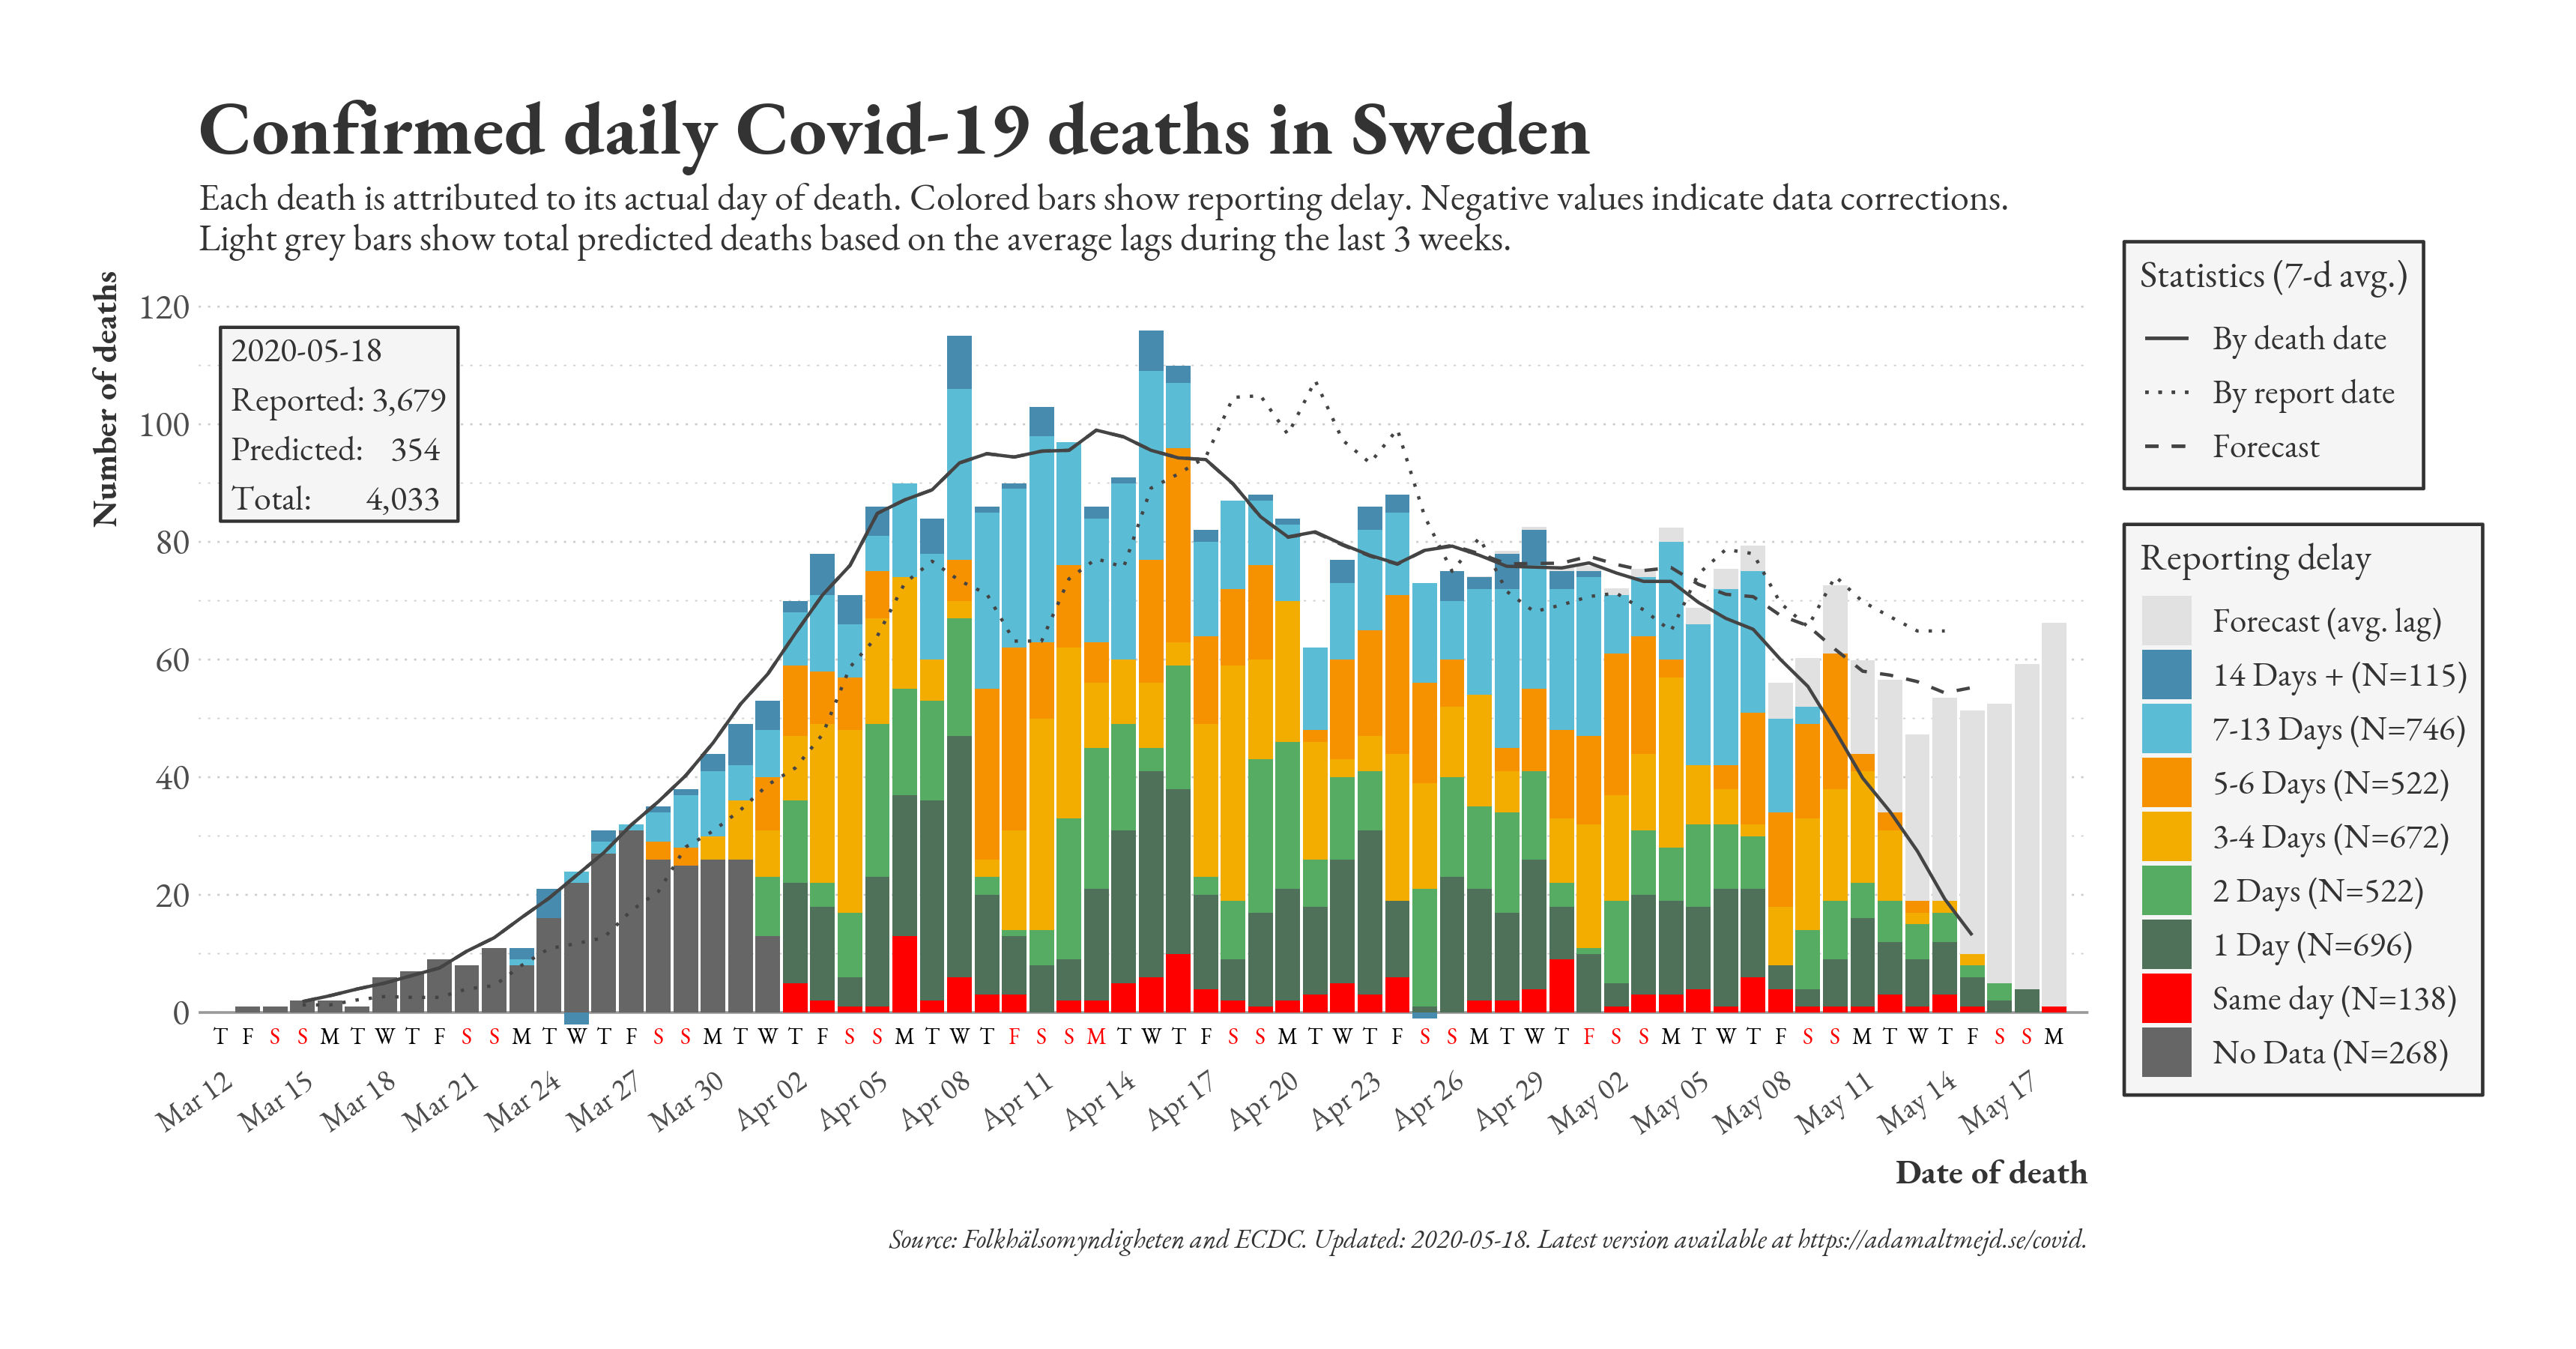 Confirmed daily Covid-19 deaths in Sweden
Each death is attributed to its actual day of death. Colored bars show reporting delay. Negative values indicate data corrections.
Light grey bars show total predicted deaths based on the average lags during the last 3 weeks.
Number of deaths
120
100
80
60
40
20
0
2020-05-18
Reported: 3,679
Predicted: 354
Total: 4,033
Statistics (7-d avg.)
By death date
By report date
Forecast
Reporting delay
Forecast (avg. lag)
14 Days + (N=115)
7-13 Days (N=746)
5-6 Days (N=522)
3-4 Days (N=672)
2 Days (N=522)
1 Day (N=696)
Same day (N=138)
No Data (N=268)
T F S S M T W T F S S M T W T F S S M T W T F S S M T W T F S S M T W T F S S M T W T F S S M T W T F S S M T W T F S S M T W T F S S M
Mar 12 Mar 15 Mar 18 Mar 21 Mar 24 Mar 27 Mar 30 Apr 02 Apr 05 Apr 08 Apr 11 Apr 14 Apr 17 Apr 20 Apr 23 Apr 26 Apr 29 May 02 May 05 May 08 May 11 May 14 May 17
Date of death
Source: Folkhälsomyndigheten and ECDC. Updated: 2020-05-18. Latest version available at https://adamaltmejd.se/covid.